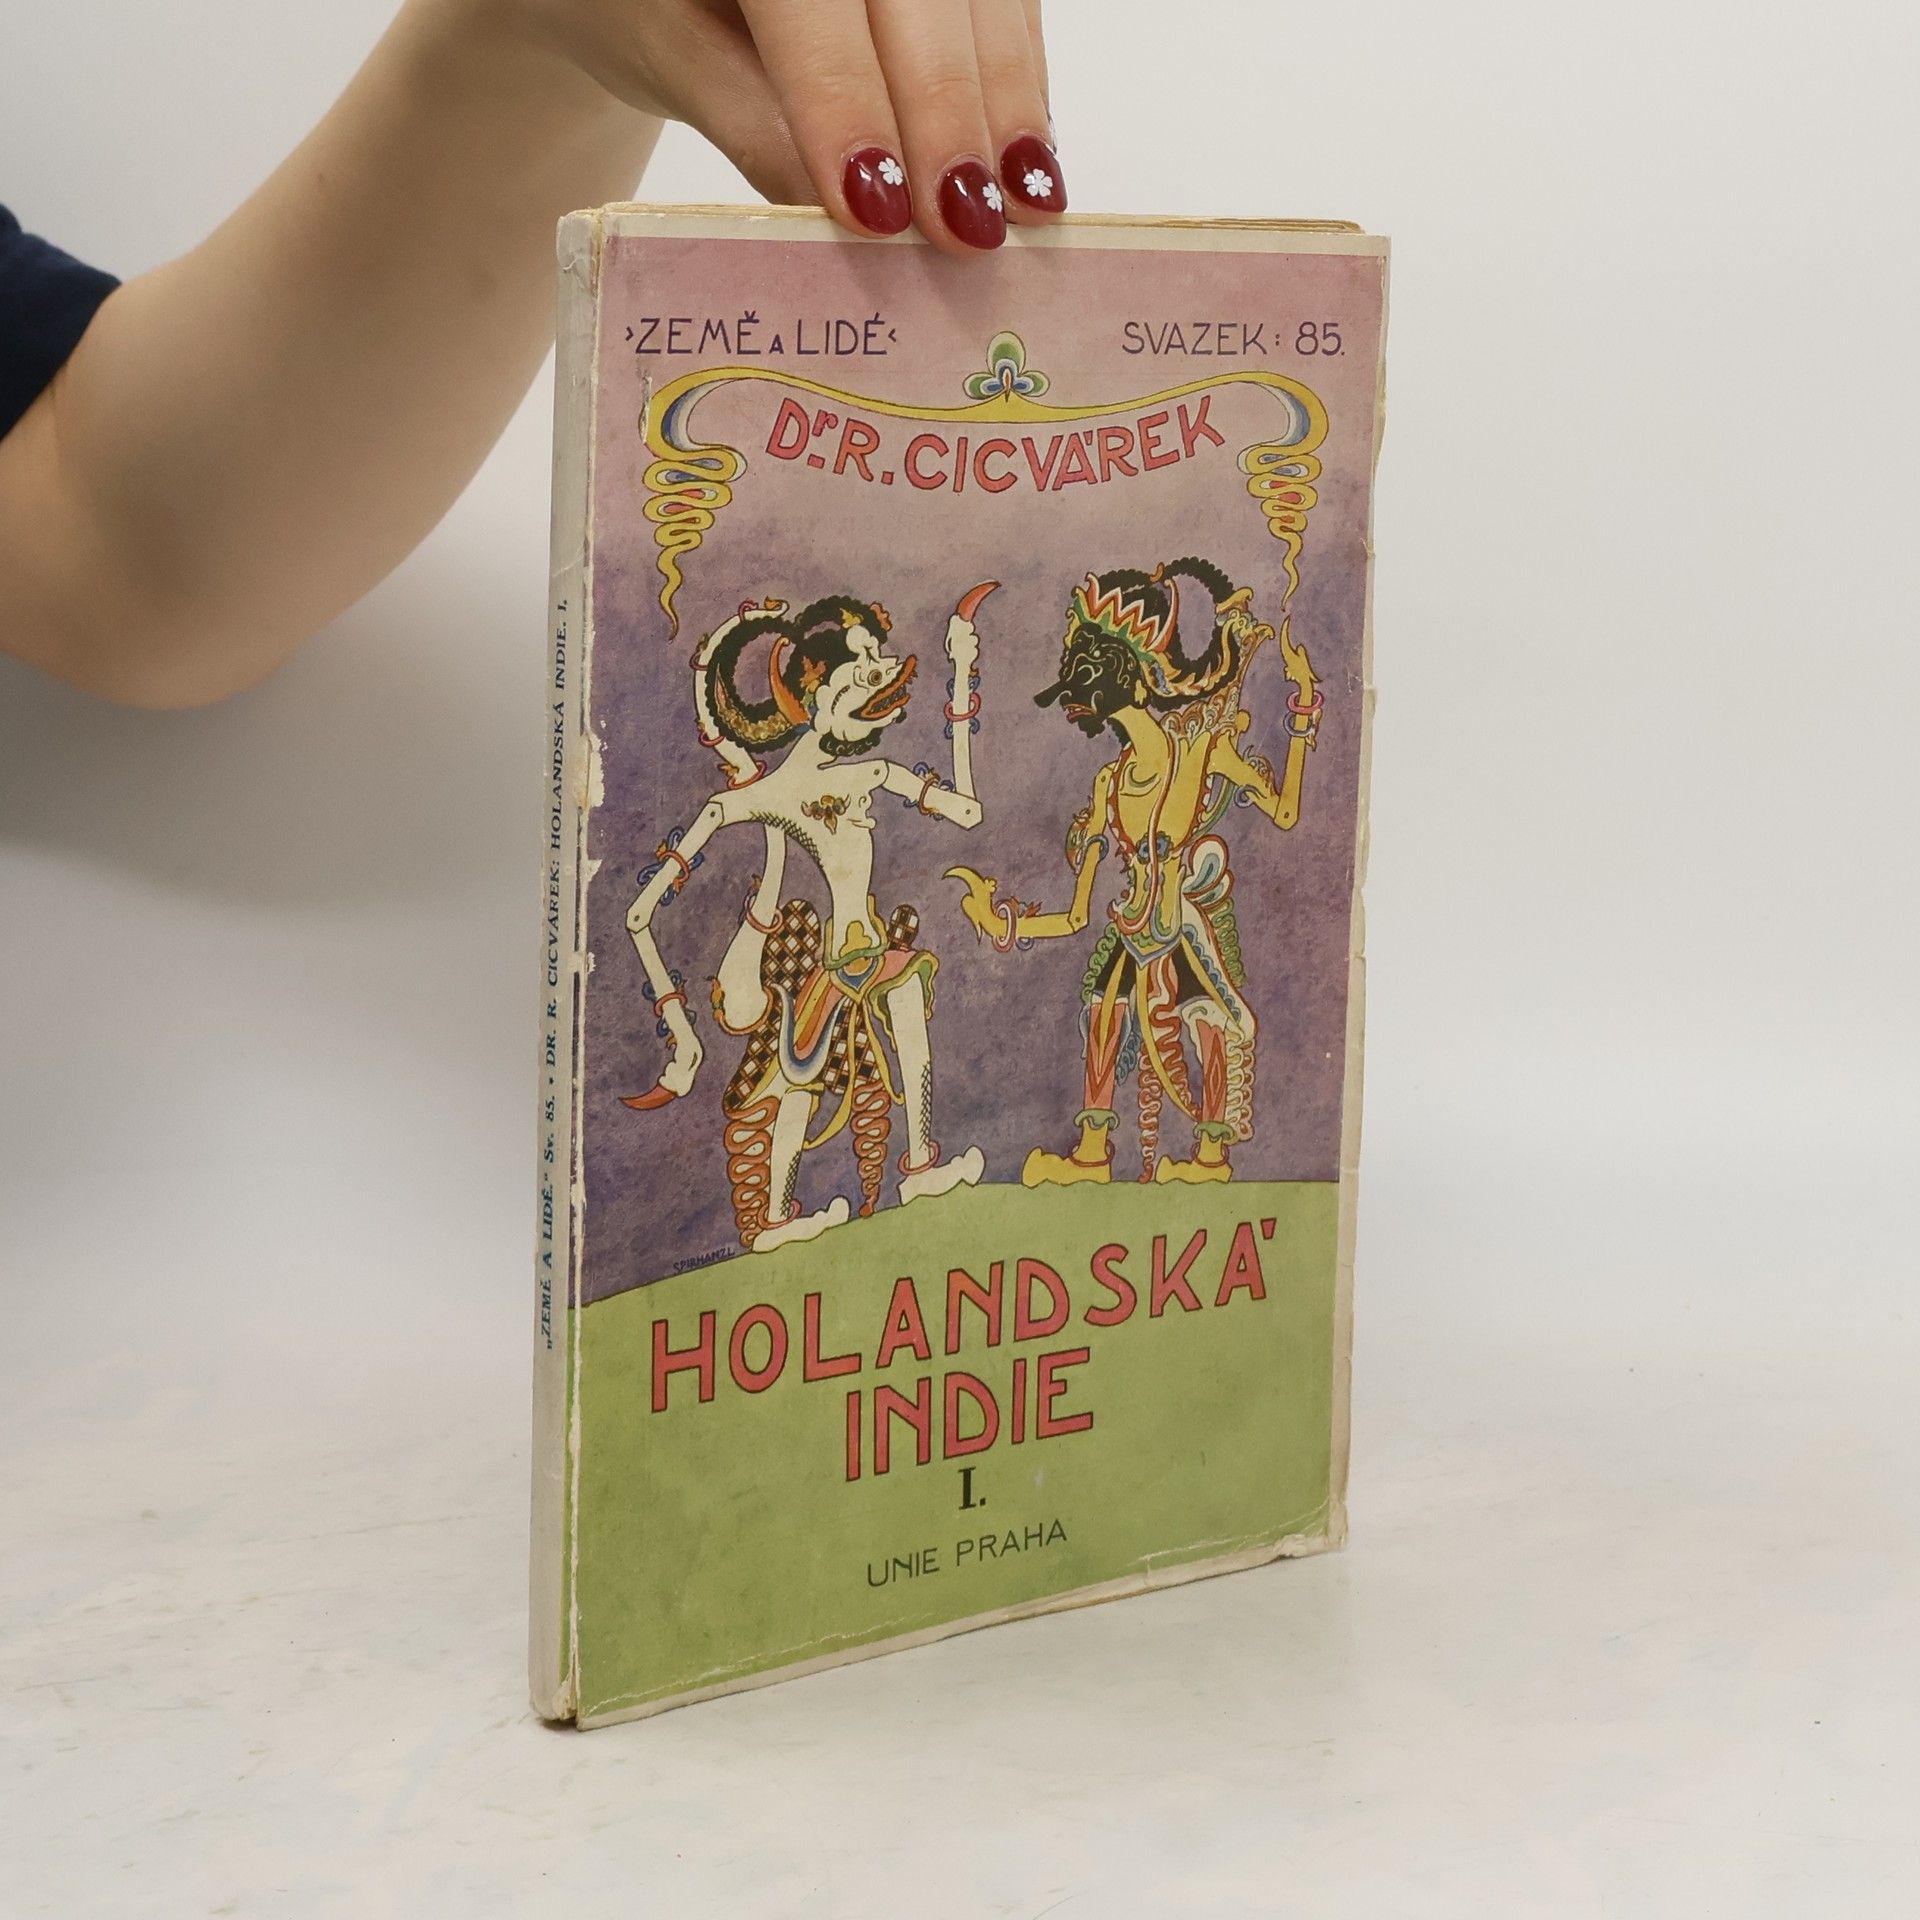 ›ZEMĚ A LIDÉ‹ SVAZEK: 85.
Dr. R. CICVÁREK
SPIRHANZL
HOLANDSKÁ
INDIE
I.
UNIE PRAHA
„ZEMĚ A LIDÉ.“ Sv. 85. • DR. R. CICVÁREK: HOLANDSKÁ INDIE. I.